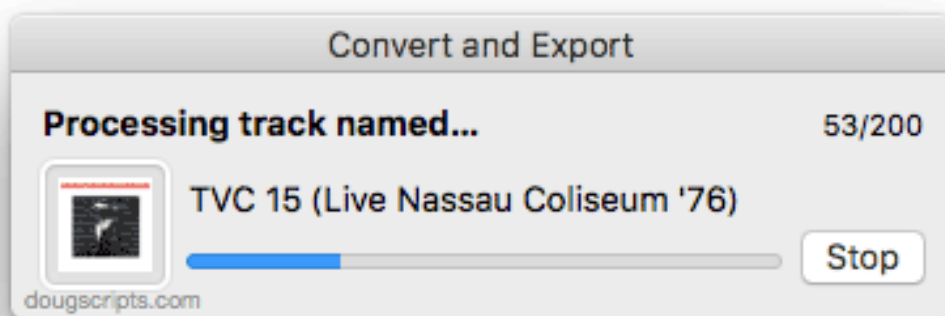 Convert and Export
Processing track named... 53/200
TVC 15 (Live Nassau Coliseum '76)
Stop
dougscripts.com